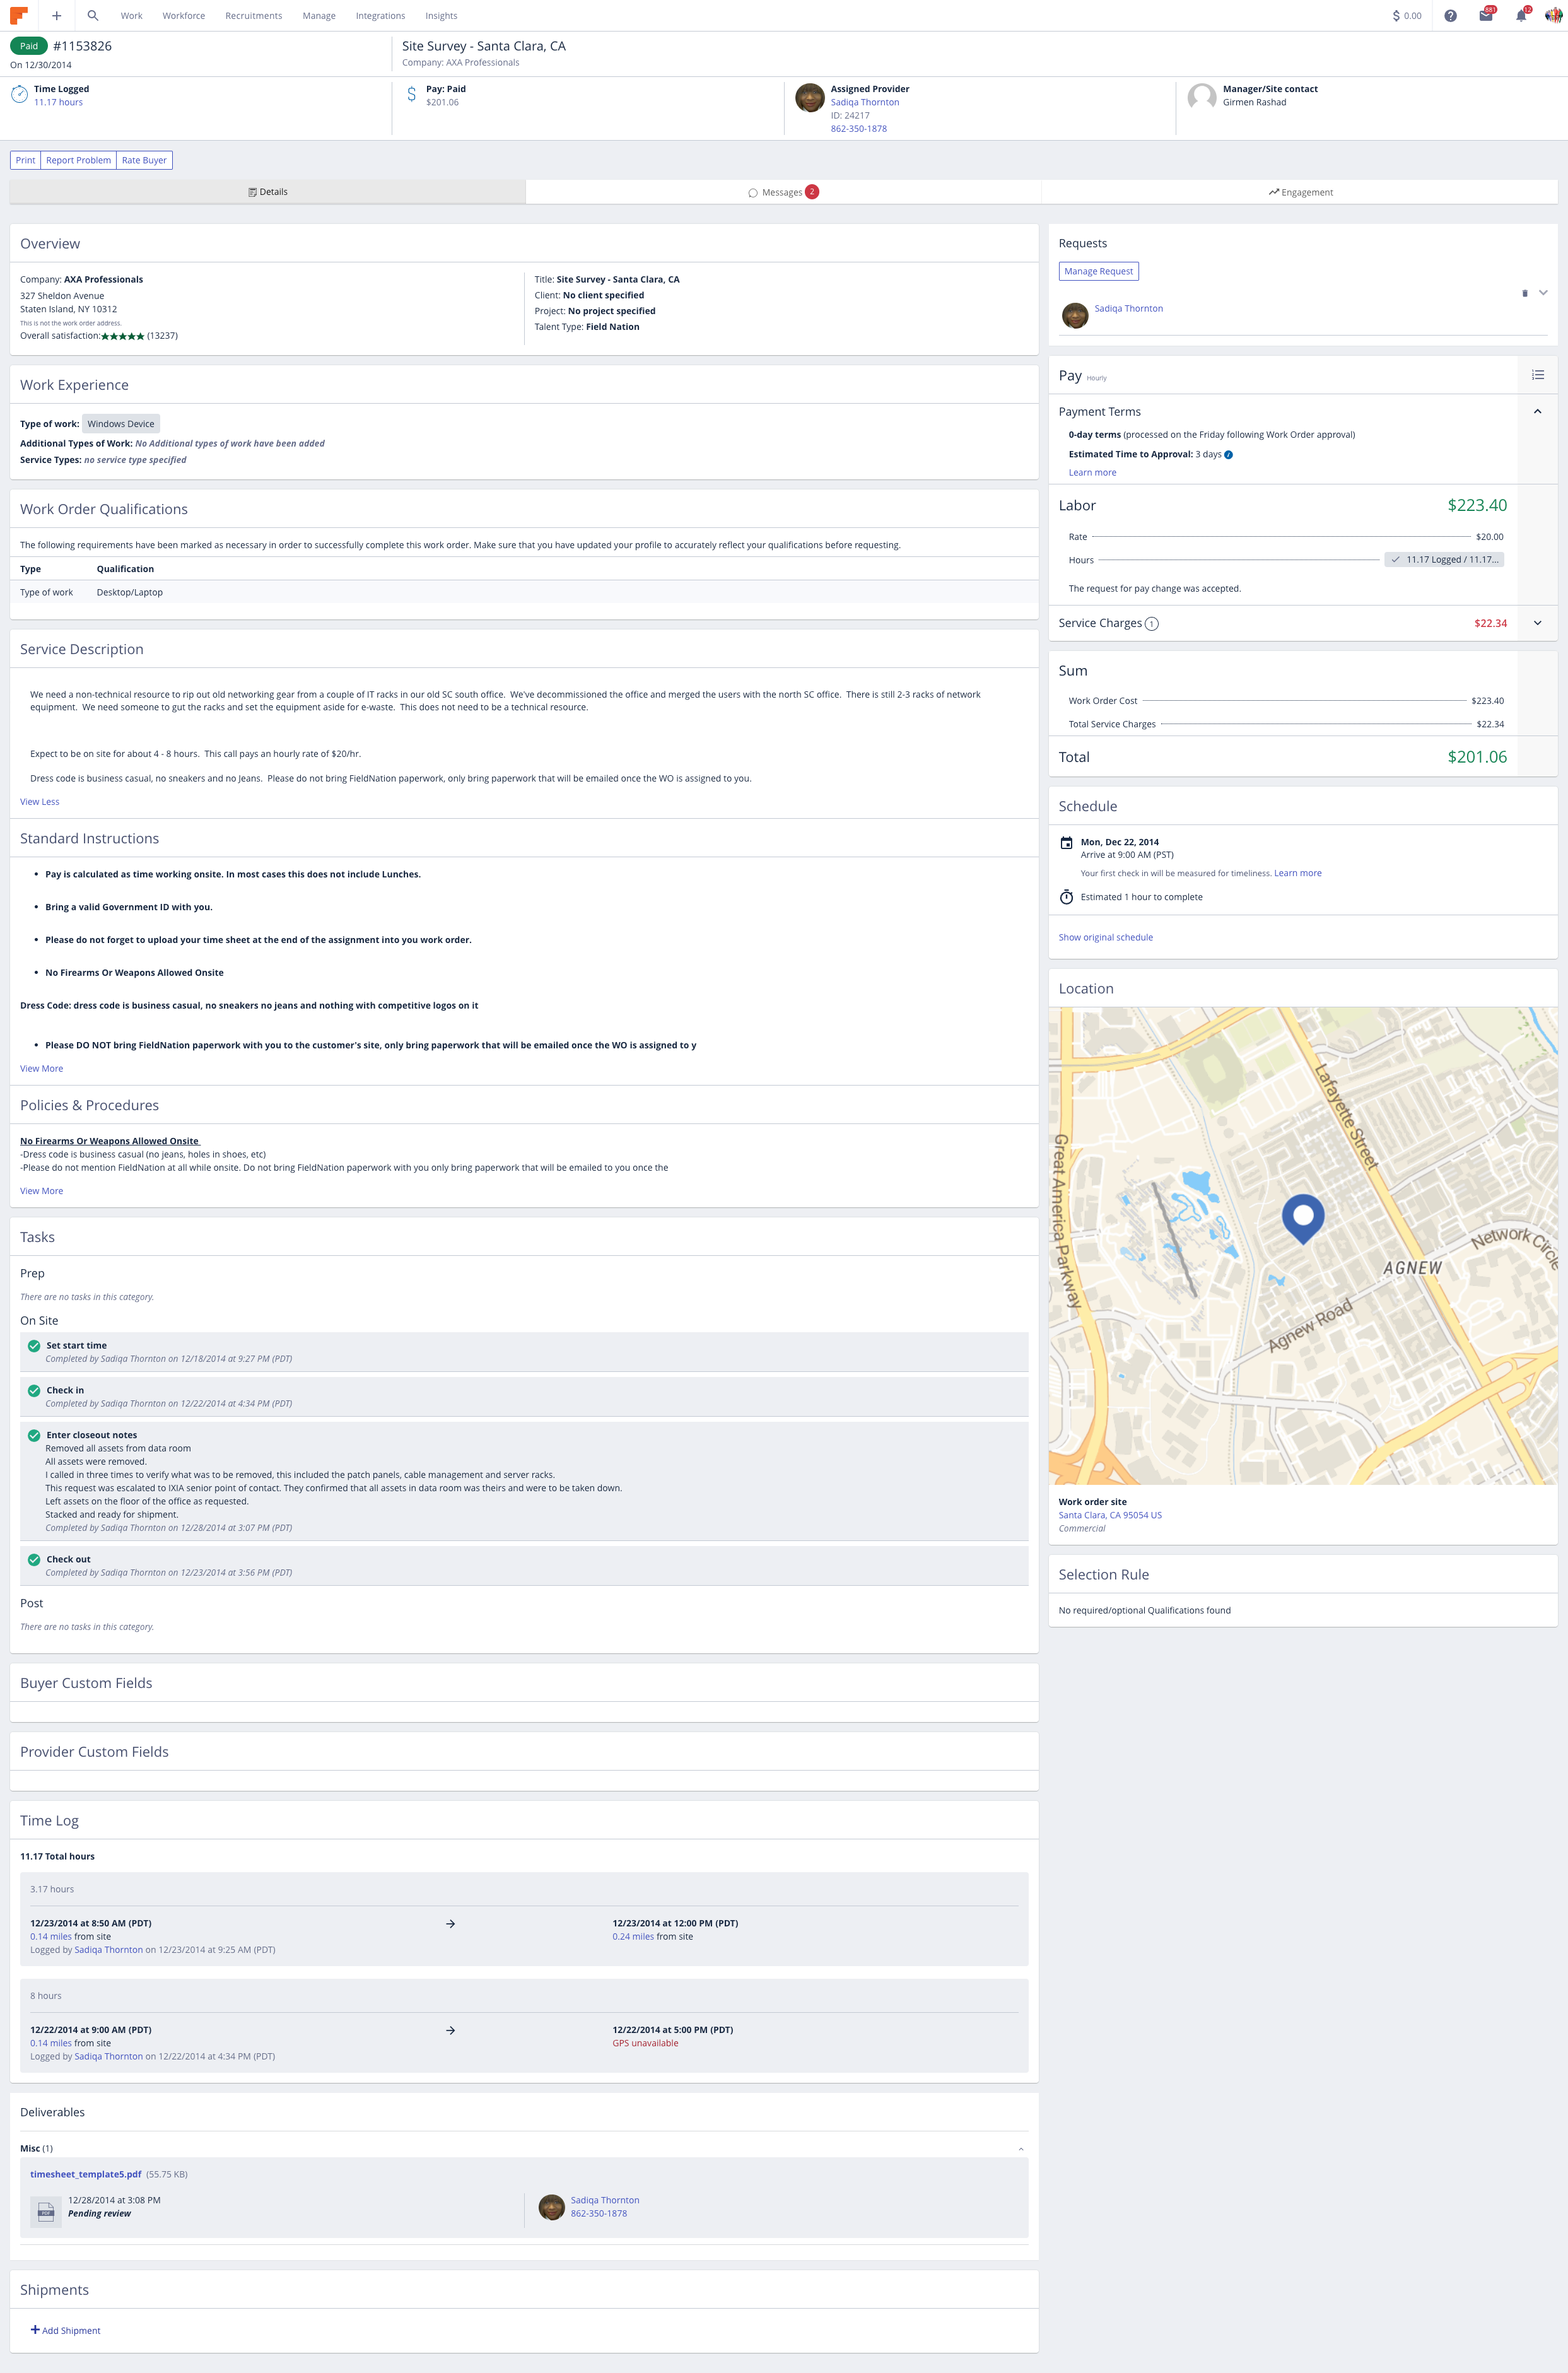 Work Workforce Recruitments Manage Integrations Insights
$ 0.00 881 12
Paid #1153826
On 12/30/2014
Site Survey - Santa Clara, CA
Company: AXA Professionals
Time Logged
11.17 hours
Pay: Paid
$201.06
Assigned Provider
Sadiqa Thornton
ID: 24217
862-350-1878
Manager/Site contact
Girmen Rashad
Print Report Problem Rate Buyer
Details Messages 2 Engagement
Overview
Company: AXA Professionals
327 Sheldon Avenue
Staten Island, NY 10312
This is not the work order address.
Overall satisfaction:★★★★★ (13237)
Title: Site Survey - Santa Clara, CA
Client: No client specified
Project: No project specified
Talent Type: Field Nation
Work Experience
Type of work: Windows Device
Additional Types of Work: No Additional types of work have been added
Service Types: no service type specified
Work Order Qualifications
The following requirements have been marked as necessary in order to successfully complete this work order. Make sure that you have updated your profile to accurately reflect your qualifications before requesting.
Type Qualification
Type of work Desktop/Laptop
Service Description
We need a non-technical resource to rip out old networking gear from a couple of IT racks in our old SC south office. We've decommissioned the office and merged the users with the north SC office. There is still 2-3 racks of network
equipment. We need someone to gut the racks and set the equipment aside for e-waste. This does not need to be a technical resource.
Expect to be on site for about 4 - 8 hours. This call pays an hourly rate of $20/hr.
Dress code is business casual, no sneakers and no Jeans. Please do not bring FieldNation paperwork, only bring paperwork that will be emailed once the WO is assigned to you.
View Less
Standard Instructions
• Pay is calculated as time working onsite. In most cases this does not include Lunches.
• Bring a valid Government ID with you.
• Please do not forget to upload your time sheet at the end of the assignment into you work order.
• No Firearms Or Weapons Allowed Onsite
Dress Code: dress code is business casual, no sneakers no jeans and nothing with competitive logos on it
• Please DO NOT bring FieldNation paperwork with you to the customer's site, only bring paperwork that will be emailed once the WO is assigned to y
View More
Policies & Procedures
No Firearms Or Weapons Allowed Onsite
-Dress code is business casual (no jeans, holes in shoes, etc)
-Please do not mention FieldNation at all while onsite. Do not bring FieldNation paperwork with you only bring paperwork that will be emailed to you once the
View More
Tasks
Prep
There are no tasks in this category.
On Site
Set start time
Completed by Sadiqa Thornton on 12/18/2014 at 9:27 PM (PDT)
Check in
Completed by Sadiqa Thornton on 12/22/2014 at 4:34 PM (PDT)
Enter closeout notes
Removed all assets from data room
All assets were removed.
I called in three times to verify what was to be removed, this included the patch panels, cable management and server racks.
This request was escalated to IXIA senior point of contact. They confirmed that all assets in data room was theirs and were to be taken down.
Left assets on the floor of the office as requested.
Stacked and ready for shipment.
Completed by Sadiqa Thornton on 12/28/2014 at 3:07 PM (PDT)
Check out
Completed by Sadiqa Thornton on 12/23/2014 at 3:56 PM (PDT)
Post
There are no tasks in this category.
Buyer Custom Fields
Provider Custom Fields
Time Log
11.17 Total hours
3.17 hours
12/23/2014 at 8:50 AM (PDT)
0.14 miles from site
Logged by Sadiqa Thornton on 12/23/2014 at 9:25 AM (PDT)
12/23/2014 at 12:00 PM (PDT)
0.24 miles from site
8 hours
12/22/2014 at 9:00 AM (PDT)
0.14 miles from site
Logged by Sadiqa Thornton on 12/22/2014 at 4:34 PM (PDT)
12/22/2014 at 5:00 PM (PDT)
GPS unavailable
Deliverables
Misc (1)
timesheet_template5.pdf (55.75 KB)
PDF
12/28/2014 at 3:08 PM
Pending review
Sadiqa Thornton
862-350-1878
Shipments
Add Shipment
Requests
Manage Request
Sadiqa Thornton
Pay Hourly
Payment Terms
0-day terms (processed on the Friday following Work Order approval)
Estimated Time to Approval: 3 days
Learn more
Labor $223.40
Rate $20.00
Hours 11.17 Logged / 11.17...
The request for pay change was accepted.
Service Charges 1 $22.34
Sum
Work Order Cost $223.40
Total Service Charges $22.34
Total $201.06
Schedule
Mon, Dec 22, 2014
Arrive at 9:00 AM (PST)
Your first check in will be measured for timeliness. Learn more
Estimated 1 hour to complete
Show original schedule
Location
Lafayette Street
Great America Parkway
Network Circle
AGNEW
Agnew Road
Work order site
Santa Clara, CA 95054 US
Commercial
Selection Rule
No required/optional Qualifications found